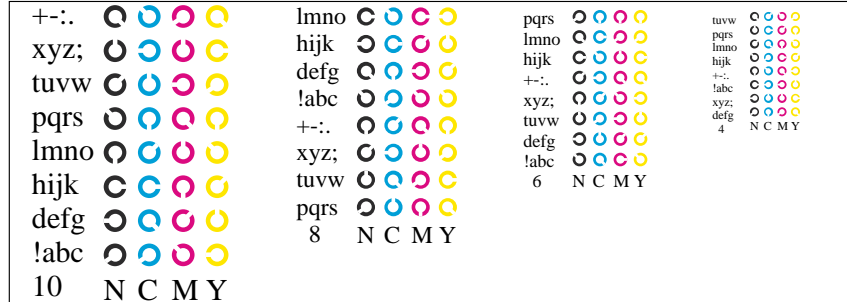 +-:.
xyz;
tuvw
pqrs
lmno
hijk
defg
!abc
10 N C M Y
lmno
hijk
defg
!abc
+-:.
xyz;
tuvw
pqrs
8 N C M Y
pqrs
lmno
hijk
+-:.
xyz;
tuvw
defg
!abc
6 N C M Y
tuvw
pqrs
lmno
hijk
+-:.
!abc
xyz;
defg
4 N C M Y